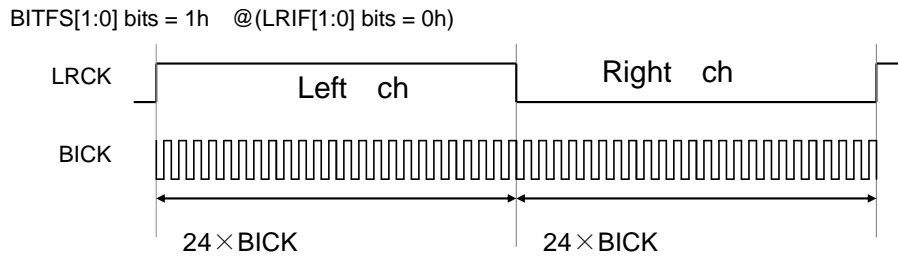 BITFS[1:0] bits = 1h @(LRIF[1:0] bits = 0h)
LRCK
Left ch
Right ch
BICK
24×BICK
24×BICK